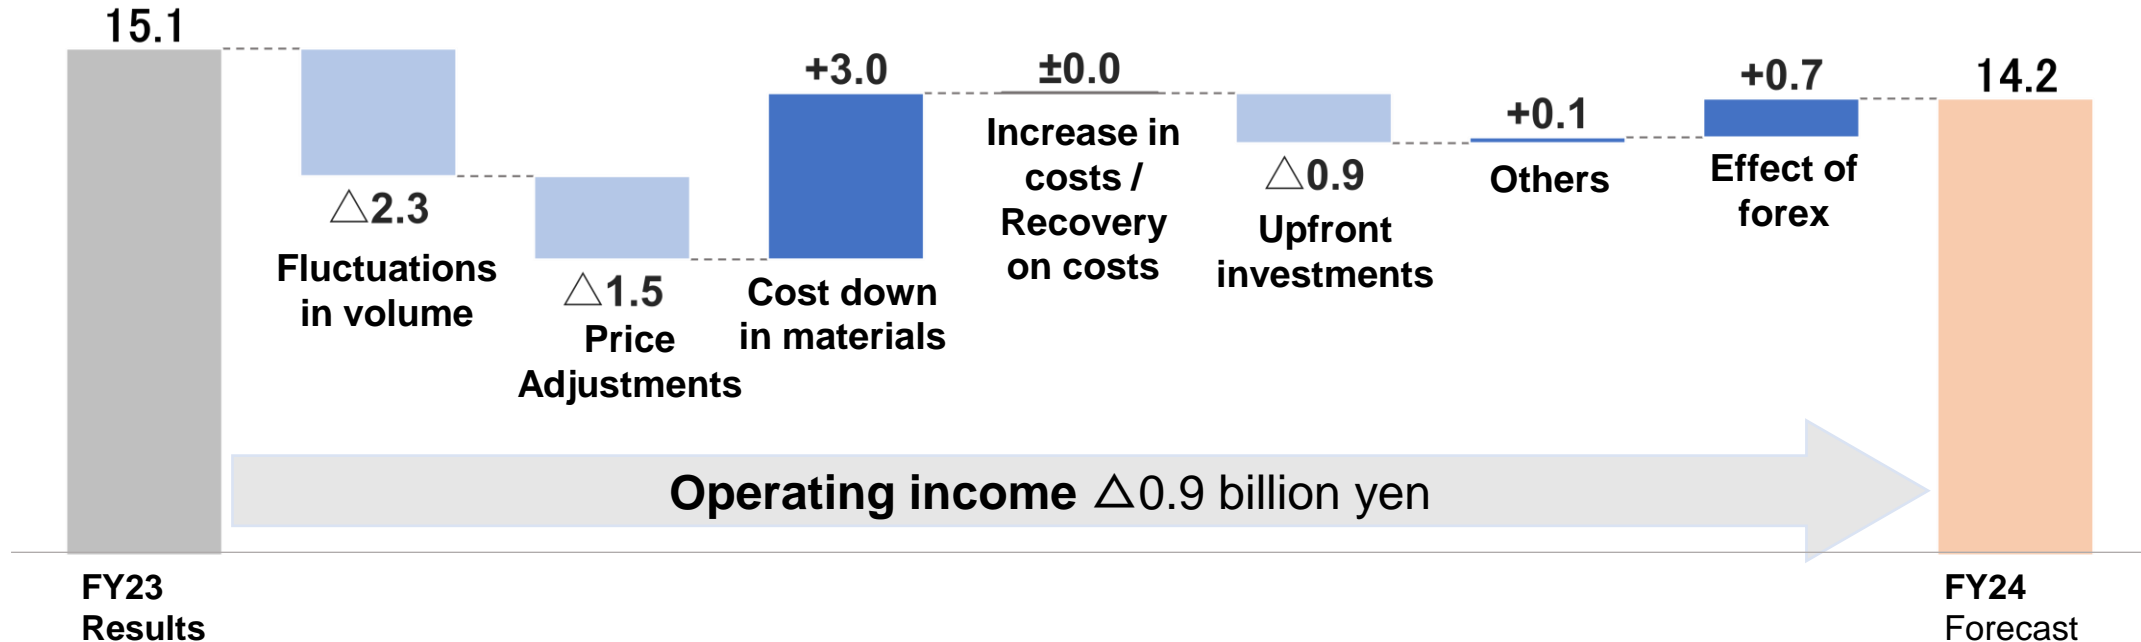 15.1
△2.3
Fluctuations
in volume
△1.5
Price
Adjustments
+3.0
Cost down
in materials
±0.0
Increase in
costs /
Recovery
on costs
△0.9
Upfront
investments
+0.1
Others
+0.7
Effect of
forex
14.2
Operating income △0.9 billion yen
FY23
Results
FY24
Forecast